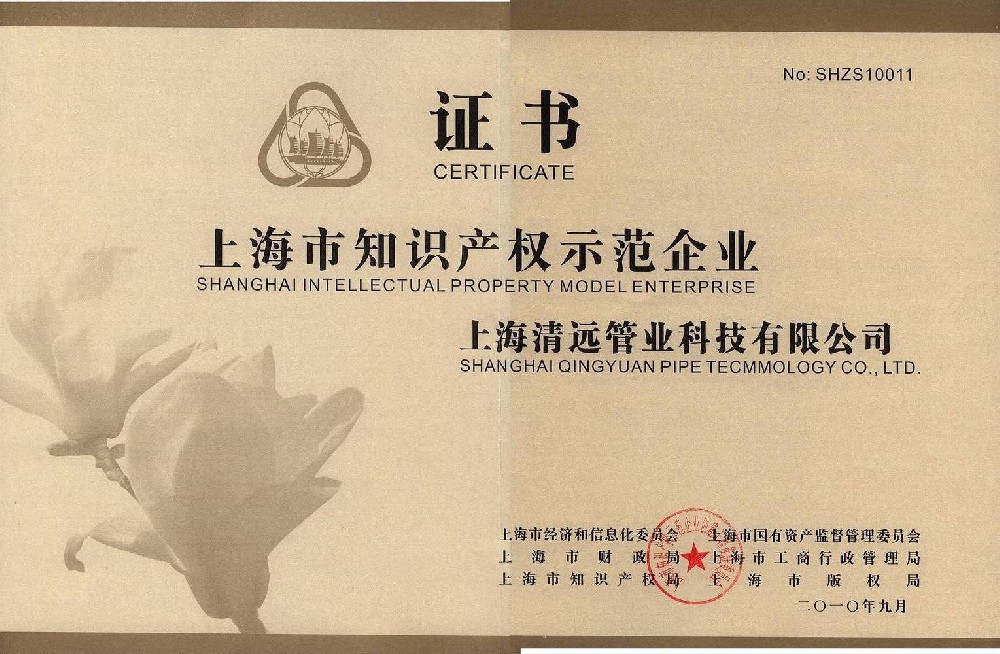 No: SHZS10011
证书
CERTIFICATE
上海市知识产权示范企业
SHANGHAI INTELLECTUAL PROPERTY MODEL ENTERPRISE
上海清远管业科技有限公司
SHANGHAI QINGYUAN PIPE TECMMOLOGY CO., LTD.
上海市经济和信息化委员会 上海市国有资产监督管理委员会
上海市财政局 上海市工商行政管理局
上海市知识产权局 上海市版权局
二〇一〇年九月